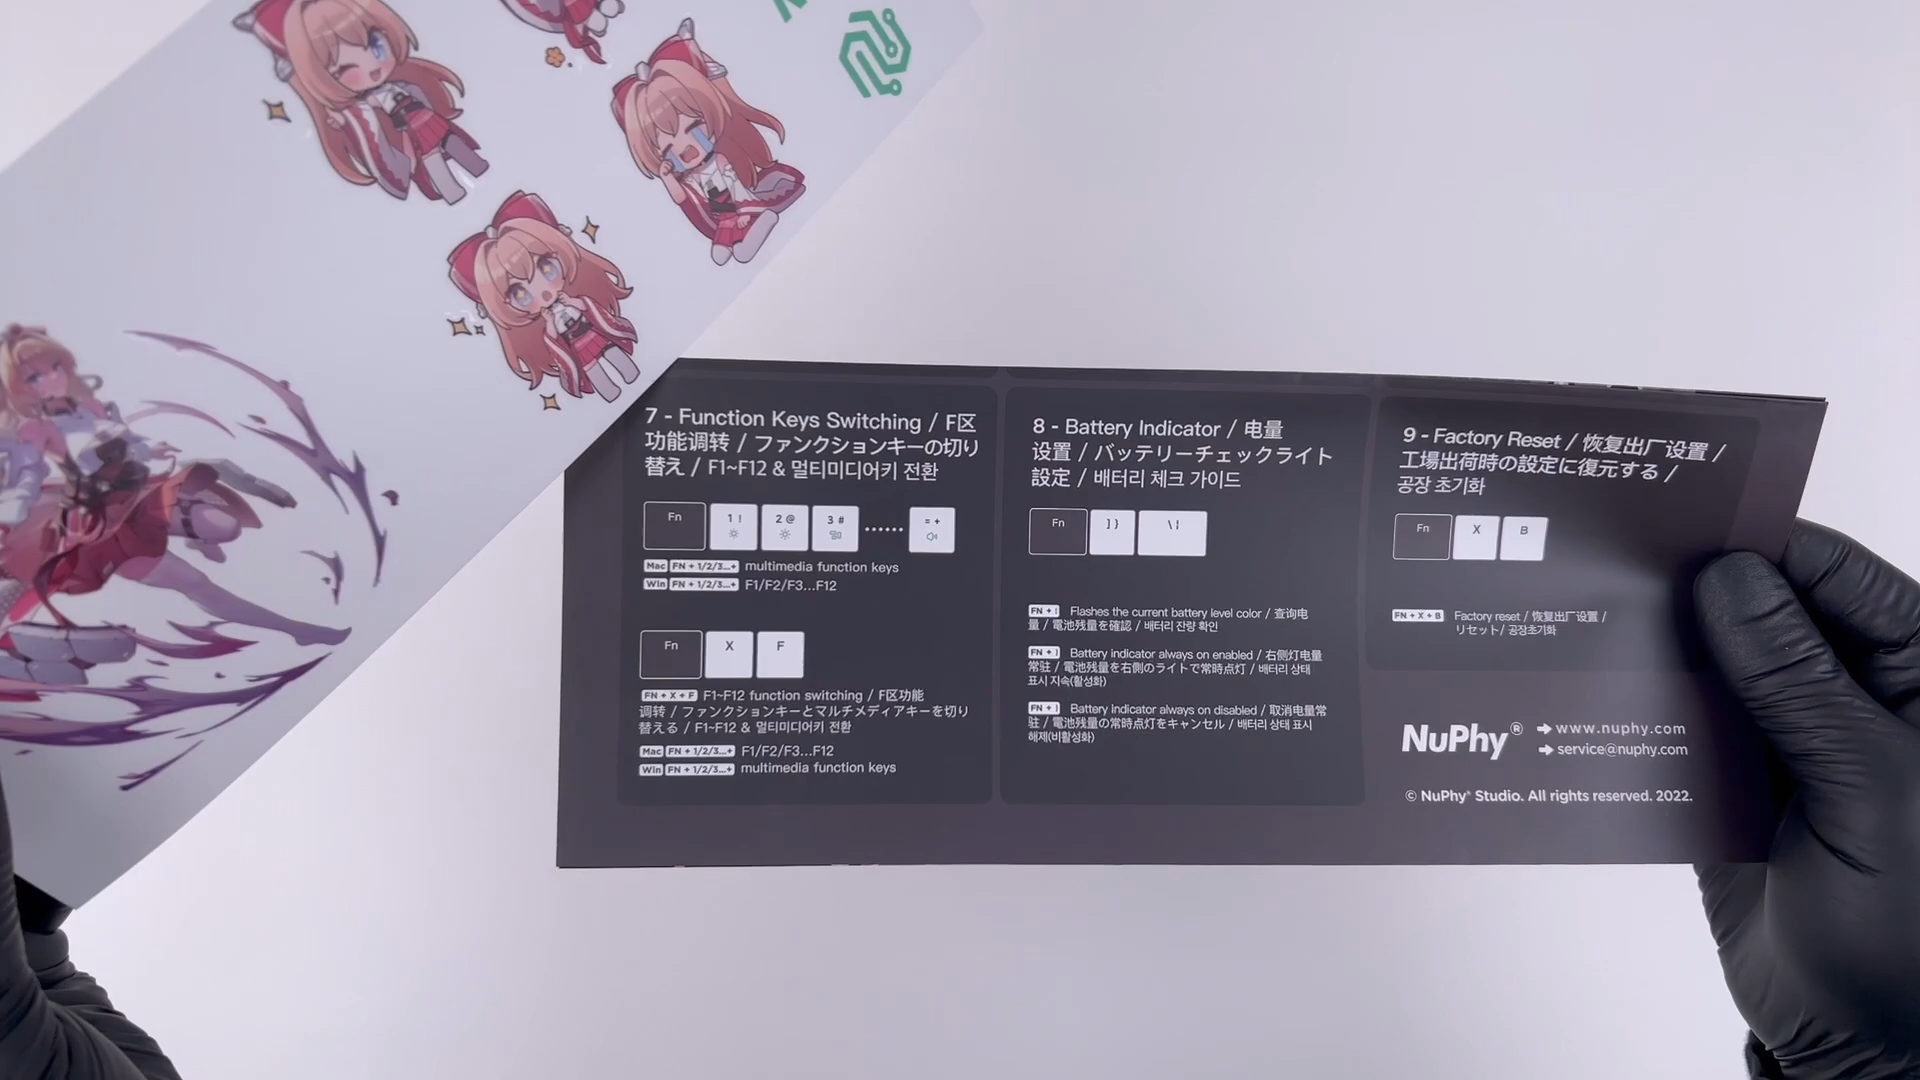 7 - Function Keys Switching / F区
功能调转 / ファンクションキーの切り
替え / F1~F12 & 멀티미디어키 전환
Fn
1 !
2 @
3 #
......
= +
Mac FN + 1/2/3...+ multimedia function keys
Win FN + 1/2/3...+ F1/F2/F3...F12
Fn
X
F
FN + X + F F1~F12 function switching / F区功能
调转 / ファンクションキーとマルチメディアキーを切り
替える / F1~F12 & 멀티미디어키 전환
Mac FN + 1/2/3...+ F1/F2/F3...F12
Win FN + 1/2/3...+ multimedia function keys
8 - Battery Indicator / 电量
设置 / バッテリーチェックライト
設定 / 배터리 체크 가이드
Fn
] }
\ |
FN + | Flashes the current battery level color / 查询电
量 / 電池残量を確認 / 배터리 잔량 확인
FN + ] Battery indicator always on enabled / 右侧灯电量
常驻 / 電池残量を右側のライトで常時点灯 / 배터리 상태
표시 지속(활성화)
FN + ] Battery indicator always on disabled / 取消电量常
驻 / 電池残量の常時点灯をキャンセル / 배터리 상태 표시
해제(비활성화)
9 - Factory Reset / 恢复出厂设置 /
工場出荷時の設定に復元する /
공장 초기화
Fn
X
B
FN + X + B Factory reset / 恢复出厂设置 /
リセット / 공장초기화
NuPhy®
www.nuphy.com
service@nuphy.com
© NuPhy® Studio. All rights reserved. 2022.